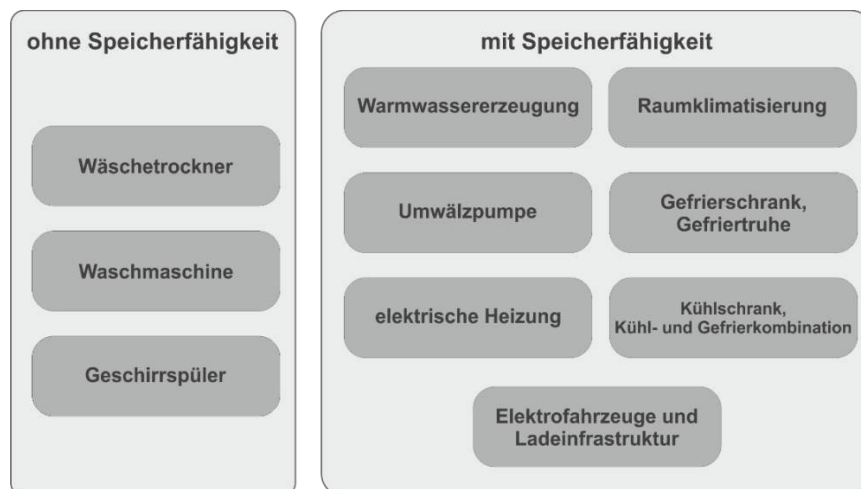 ohne Speicherfähigkeit
Wäschetrockner
Waschmaschine
Geschirrspüler
mit Speicherfähigkeit
Warmwassererzeugung
Raumklimatisierung
Umwälzpumpe
Gefrierschrank,
Gefriertruhe
elektrische Heizung
Kühlschrank,
Kühl- und Gefrierkombination
Elektrofahrzeuge und
Ladeinfrastruktur